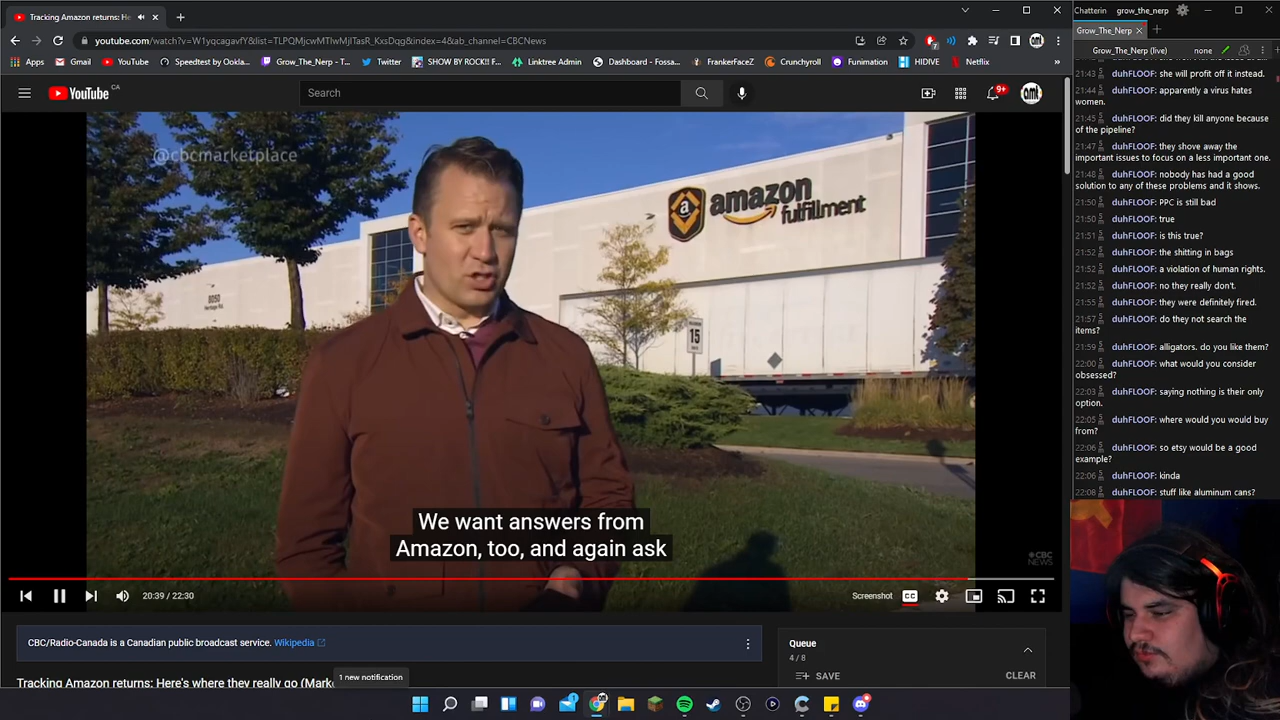 Tracking Amazon returns: He
youtube.com/watch?v=W1yqcagavfY&list=TLPQMjcwMTIwMjlTasR_KxsDqg&index=4&ab_channel=CBCNews
Apps
Gmail
YouTube
Speedtest by Ookla
Grow_The_Nerp - T...
Twitter
SHOW BY ROCK!! F...
Linktree Admin
Dashboard - Fossa...
FrankerFaceZ
Crunchyroll
Funimation
HIDIVE
Netflix
»
YouTube CA
Search
9+
amt
@cbcmarketplace
amazon
fulfillment
8050
Heritage Rd.
MAXIMUM
15
We want answers from
Amazon, too, and again ask
CBC
NEWS
20:39 / 22:30
Screenshot
CC
CBC/Radio-Canada is a Canadian public broadcast service. Wikipedia
Queue
4 / 8
SAVE
CLEAR
Tracking Amazon returns: Here's where they really go (Mark
1 new notification
Chatterin
grow_the_nerp
Grow_The_Nerp
Grow_The_Nerp (live)
none
21:43 duhFLOOF: she will profit off it instead.
21:44 duhFLOOF: apparently a virus hates
women.
21:45 duhFLOOF: did they kill anyone because
of the pipeline?
21:47 duhFLOOF: they shove away the
important issues to focus on a less important one.
21:48 duhFLOOF: nobody has had a good
solution to any of these problems and it shows.
21:50 duhFLOOF: PPC is still bad
21:50 duhFLOOF: true
21:51 duhFLOOF: is this true?
21:52 duhFLOOF: the shitting in bags
21:52 duhFLOOF: a violation of human rights.
21:52 duhFLOOF: no they really don't.
21:55 duhFLOOF: they were definitely fired.
21:57 duhFLOOF: do they not search the
items?
21:59 duhFLOOF: alligators. do you like them?
22:00 duhFLOOF: what would you consider
obsessed?
22:03 duhFLOOF: saying nothing is their only
option.
22:05 duhFLOOF: where would you would buy
from?
22:06 duhFLOOF: so etsy would be a good
example?
22:06 duhFLOOF: kinda
22:08 duhFLOOF: stuff like aluminum cans?